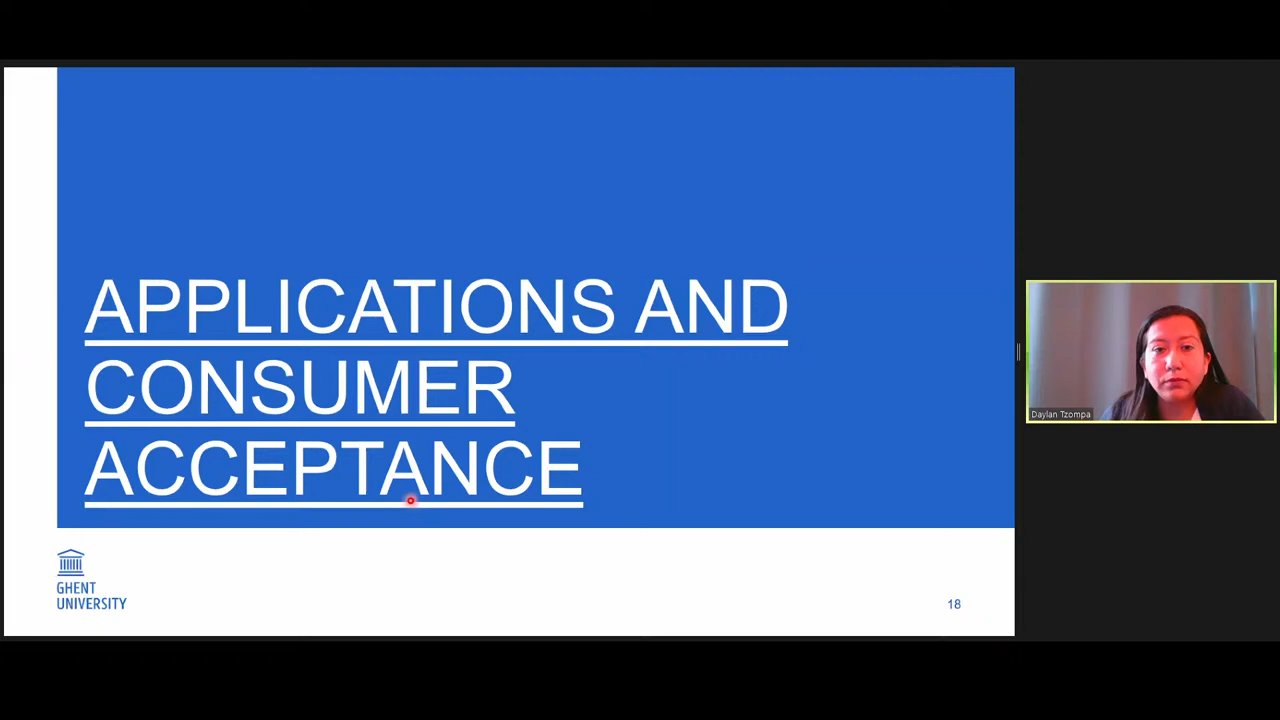 APPLICATIONS AND
CONSUMER
ACCEPTANCE
GHENT
UNIVERSITY
18
Daylan Tzompa